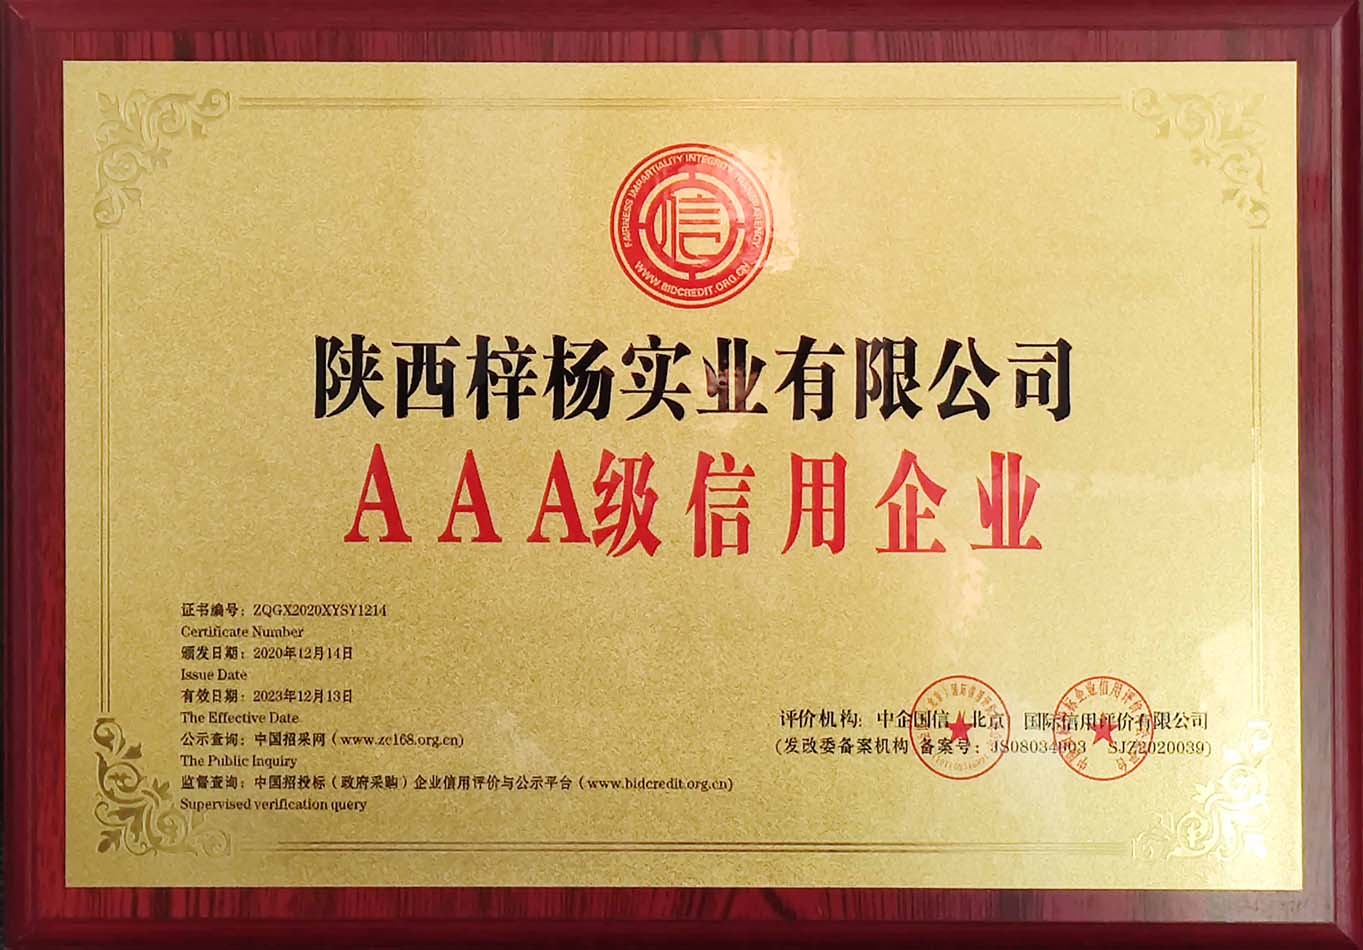 FAIRNESS IMPARTIALITY INTEGRITY TRANSPARENCY
信
WWW.BIDCREDIT.ORG.CN
陕西梓杨实业有限公司
AAA级信用企业
证书编号：ZQGX2020XYSY1214
Certificate Number
颁发日期：2020年12月14日
Issue Date
有效日期：2023年12月13日
The Effective Date
公示查询：中国招采网（www.zc168.org.cn)
The Public Inquiry
监督查询：中国招投标（政府采购）企业信用评价与公示平台（www.bidcredit.org.cn)
Supervised verification query
评价机构：中企国信 北京 国际信用评价有限公司
(发改委备案机构 备案号：JS08034003 SJZ2020039)